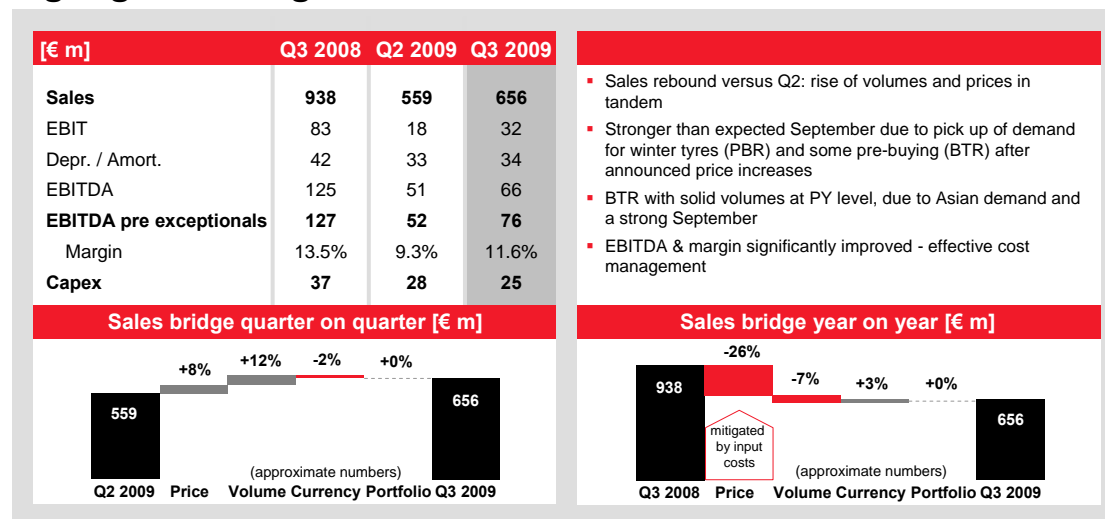 [€ m] Q3 2008 Q2 2009 Q3 2009
Sales 938 559 656
EBIT 83 18 32
Depr. / Amort. 42 33 34
EBITDA 125 51 66
EBITDA pre exceptionals 127 52 76
Margin 13.5% 9.3% 11.6%
Capex 37 28 25
▪ Sales rebound versus Q2: rise of volumes and prices in
tandem
▪ Stronger than expected September due to pick up of demand
for winter tyres (PBR) and some pre-buying (BTR) after
announced price increases
▪ BTR with solid volumes at PY level, due to Asian demand and
a strong September
▪ EBITDA & margin significantly improved - effective cost
management
Sales bridge quarter on quarter [€ m]
+8% +12% -2% +0%
559 656
(approximate numbers)
Q2 2009 Price Volume Currency Portfolio Q3 2009
Sales bridge year on year [€ m]
-26%
938 -7% +3% +0%
656
mitigated
by input
costs
(approximate numbers)
Q3 2008 Price Volume Currency Portfolio Q3 2009